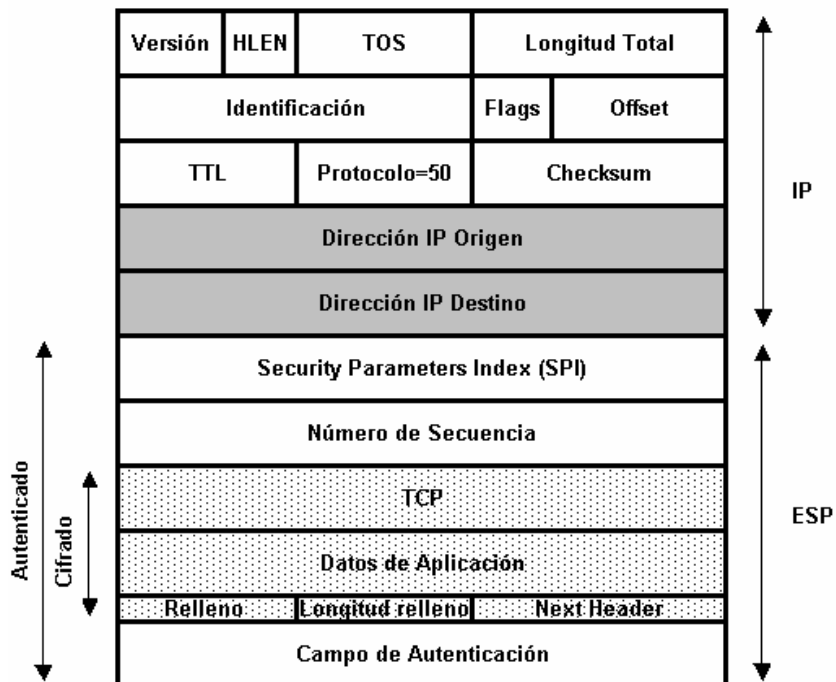 Versión HLEN TOS Longitud Total
Identificación Flags Offset
TTL Protocolo=50 Checksum
IP
Dirección IP Origen
Dirección IP Destino
Security Parameters Index (SPI)
Número de Secuencia
Autenticado
Cifrado
TCP
ESP
Datos de Aplicación
Relleno Longitud relleno Next Header
Campo de Autenticación